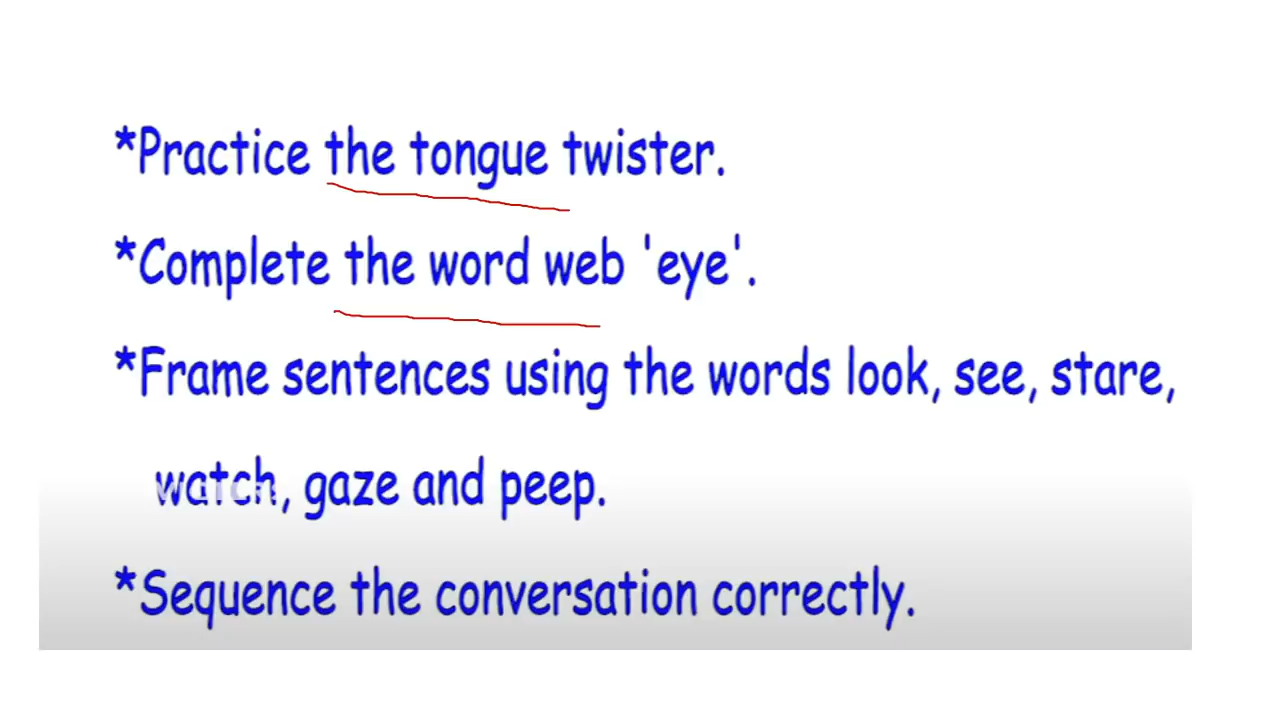 *Practice the tongue twister.
*Complete the word web 'eye'.
*Frame sentences using the words look, see, stare,
watch, gaze and peep.
*Sequence the conversation correctly.